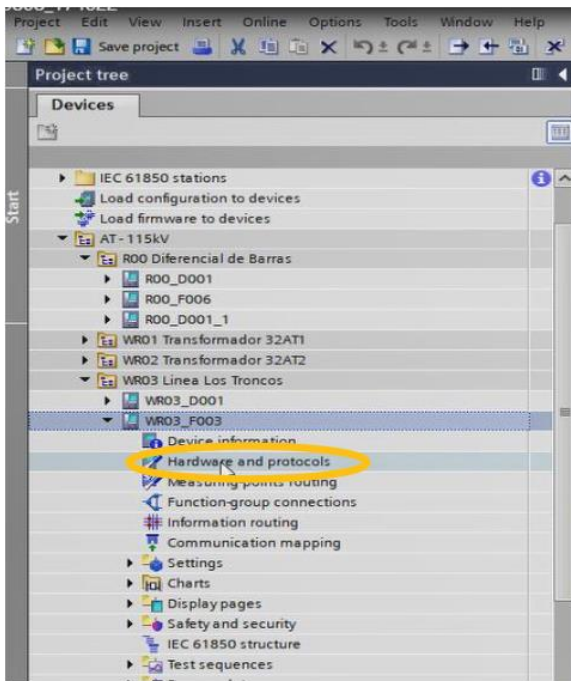 Project Edit View Insert Online Options Tools Window Help
Save project
Project tree
Devices
Start
IEC 61850 stations
Load configuration to devices
Load firmware to devices
AT-115kV
R00 Diferencial de Barras
R00_D001
R00_F006
R00_D001_1
WR01 Transformador 32AT1
WR02 Transformador 32AT2
WR03 Linea Los Troncos
WR03_D001
WR03_F003
Device information
Hardware and protocols
Measuring points routing
Function-group connections
Information routing
Communication mapping
Settings
Charts
Display pages
Safety and security
IEC 61850 structure
Test sequences